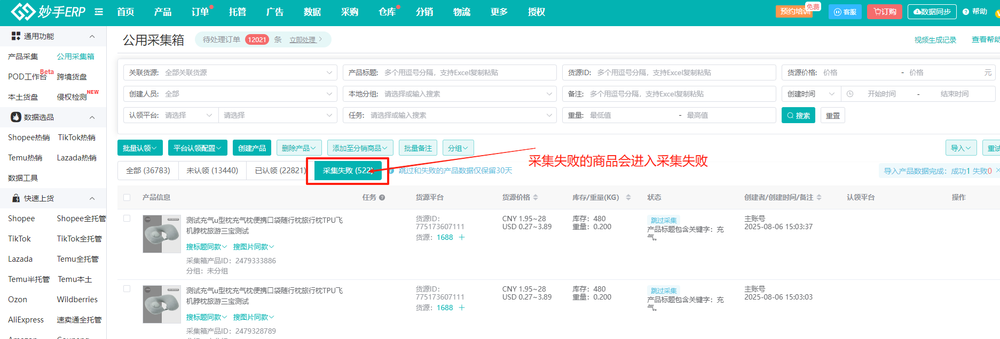 妙手ERP 首页 产品 订单 托管 广告 数据 采购 仓库 分销 物流 更多 授权 预约培训 免费 客服 订购 数据同步 帮助
通用功能
产品采集 公用采集箱
POD工作台 Beta 跨境货盘
本土货盘 侵权检测 NEW
数据选品
Shopee热销 TikTok热销
Temu热销 Lazada热销
数据工具
快速上货
Shopee Shopee全托管
TikTok TikTok全托管
Lazada Temu全托管
Temu半托管 Temu本土
Ozon Wildberries
AliExpress 速卖通全托管
公用采集箱 待处理订单 12021 条 立即处理 视频生成记录 查看帮助
关联货源: 全部关联货源 产品标题: 多个用逗号分隔，支持Excel复制粘贴 货源ID: 多个用逗号分隔，支持Excel复制粘贴 货源价格: 价格 - 价格 元
创建人员: 全部 本地分组: 请选择或输入搜索 备注: 多个用逗号分隔，支持Excel复制粘贴 创建时间 开始时间 - 结束时间
认领平台: 请选择 请选择 任务: 请选择或输入搜索 重量: 最低值 - 最高值 搜索 重置
批量认领 平台认领配置 创建产品 删除产品 添加至分销商品 批量备注 分组 导入 重试
采集失败的商品会进入采集失败
全部 (36783) 未认领 (13440) 已认领 (22821) 采集失败 (522) 跳过和失败的产品数据仅保留30天 导入产品数据完成：成功1 失败0
产品信息 任务 货源平台 货源价格 库存/重量(KG) 状态 创建者/创建时间/备注 认领平台 操作
测试充气u型枕充气枕便携口袋随行枕旅行枕TPU飞
机脖枕旅游三宝测试
搜标题同款 搜图片同款
采集箱产品ID：2479333886
分组：未分组
货源ID:
775173607111
货源：1688
CNY 1.95~28
USD 0.27~3.89
库存：480
重量：0.200
跳过采集
产品标题包含关键字：充
气。
主账号
2025-08-06 15:03:37
测试充气u型枕充气枕便携口袋随行枕旅行枕TPU飞
机脖枕旅游三宝测试
搜标题同款 搜图片同款
采集箱产品ID：2479328789
货源ID:
775173607111
货源：1688
CNY 1.95~28
USD 0.27~3.89
库存：480
重量：0.200
跳过采集
产品标题包含关键字：充
气。
主账号
2025-08-06 15:03:03